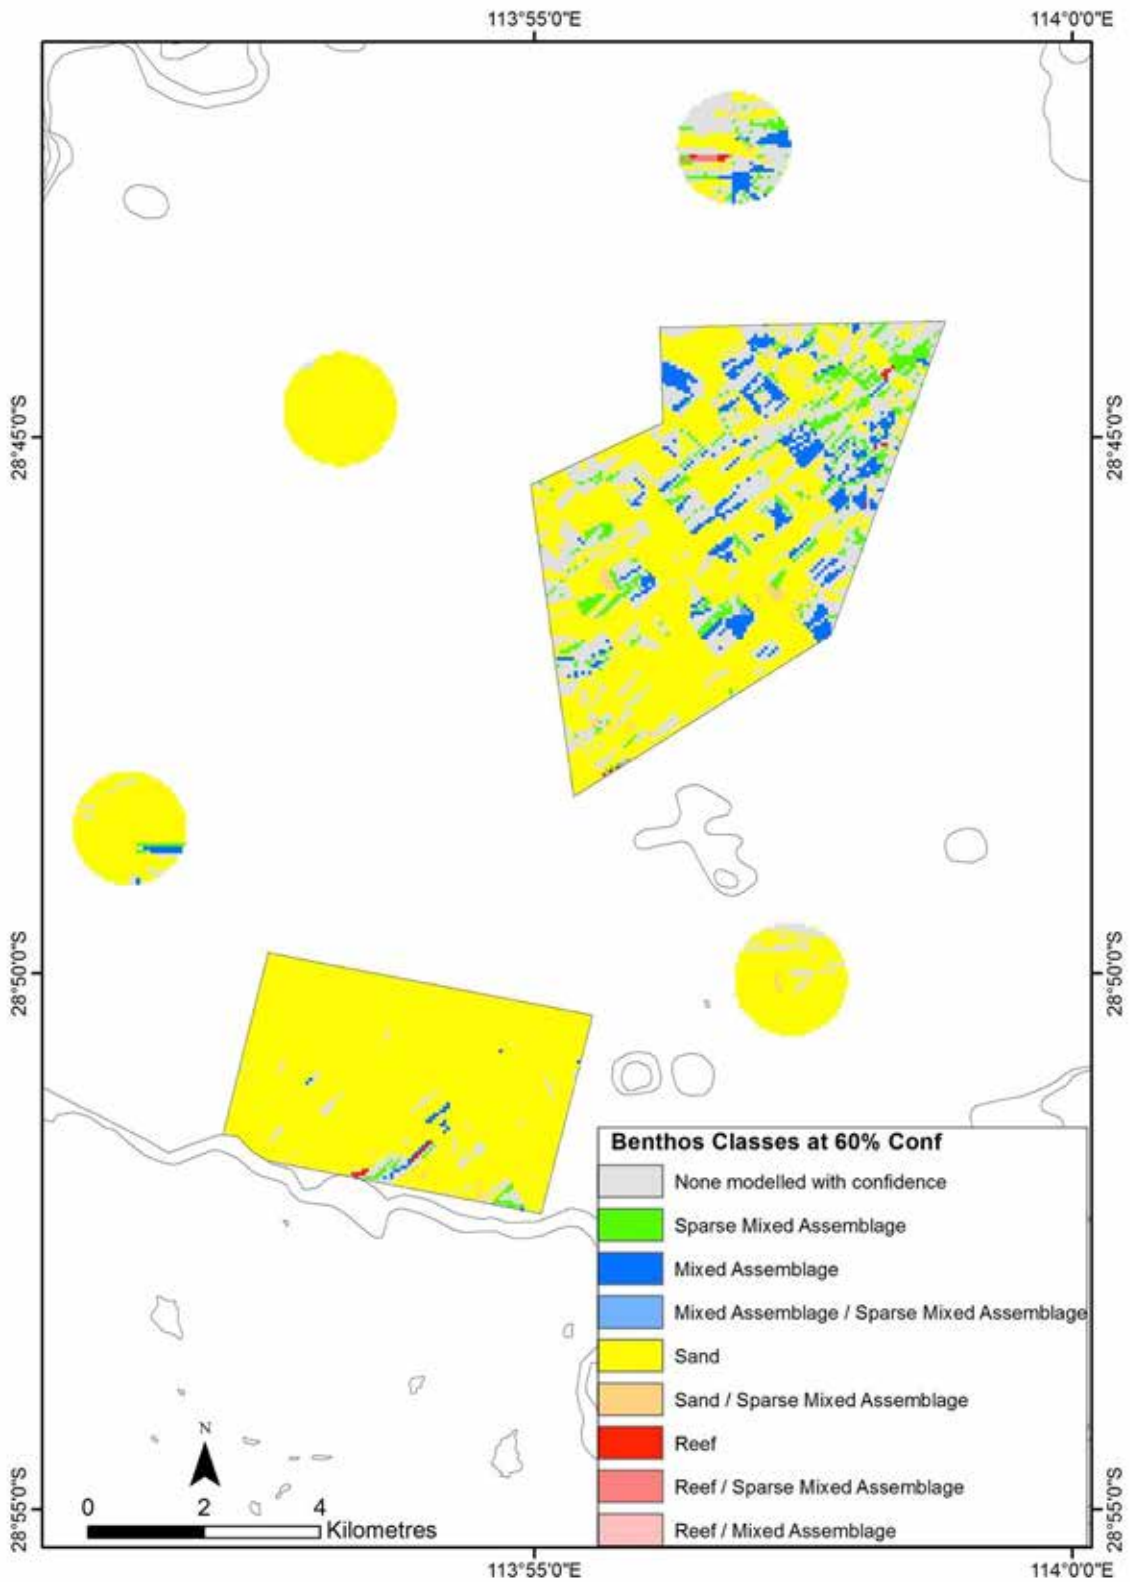 113°55'0"E
114°0'0"E
28°45'0"S
28°45'0"S
28°50'0"S
28°50'0"S
Benthos Classes at 60% Conf
None modelled with confidence
Sparse Mixed Assemblage
Mixed Assemblage
Mixed Assemblage / Sparse Mixed Assemblage
Sand
Sand / Sparse Mixed Assemblage
Reef
Reef / Sparse Mixed Assemblage
Reef / Mixed Assemblage
N
0 2 4
Kilometres
28°55'0"S
28°55'0"S
113°55'0"E
114°0'0"E